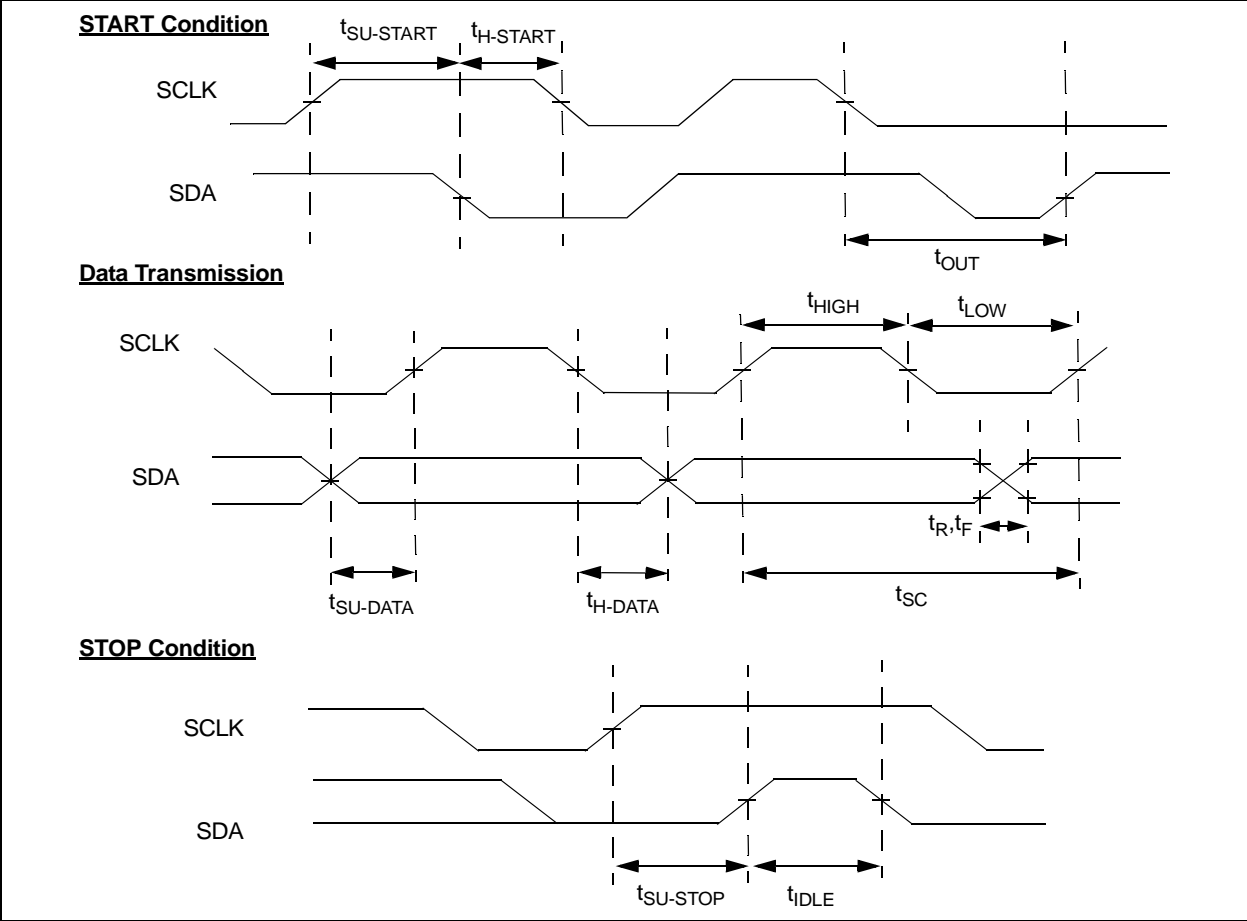 START Condition
tSU-START
tH-START
SCLK
SDA
tOUT
Data Transmission
tHIGH
tLOW
SCLK
SDA
tR,tF
tSU-DATA
tH-DATA
tSC
STOP Condition
SCLK
SDA
tSU-STOP
tIDLE